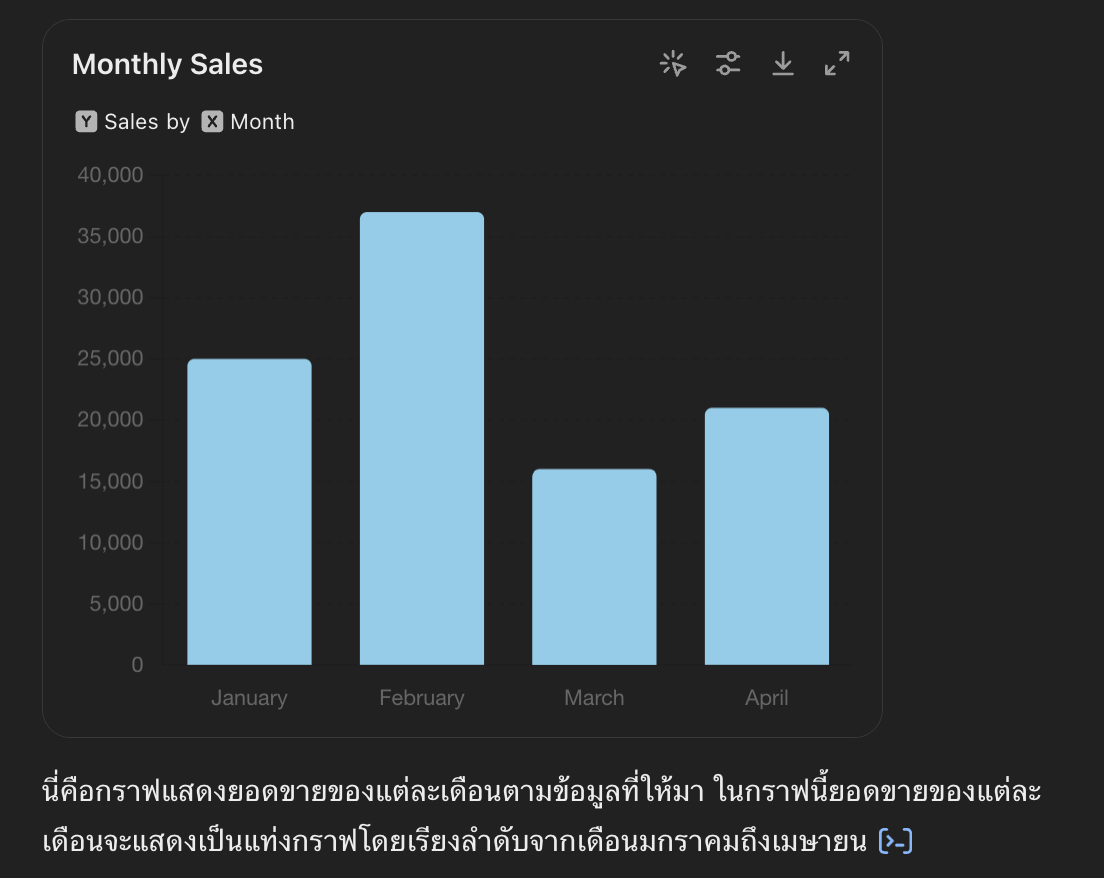 Monthly Sales
Y Sales by X Month
40,000
35,000
30,000
25,000
20,000
15,000
10,000
5,000
0
January February March April
นี่คือกราฟแสดงยอดขายของแต่ละเดือนตามข้อมูลที่ให้มา ในกราฟนี้ยอดขายของแต่ละ
เดือนจะแสดงเป็นแท่งกราฟโดยเรียงลำดับจากเดือนมกราคมถึงเมษายน [>-]